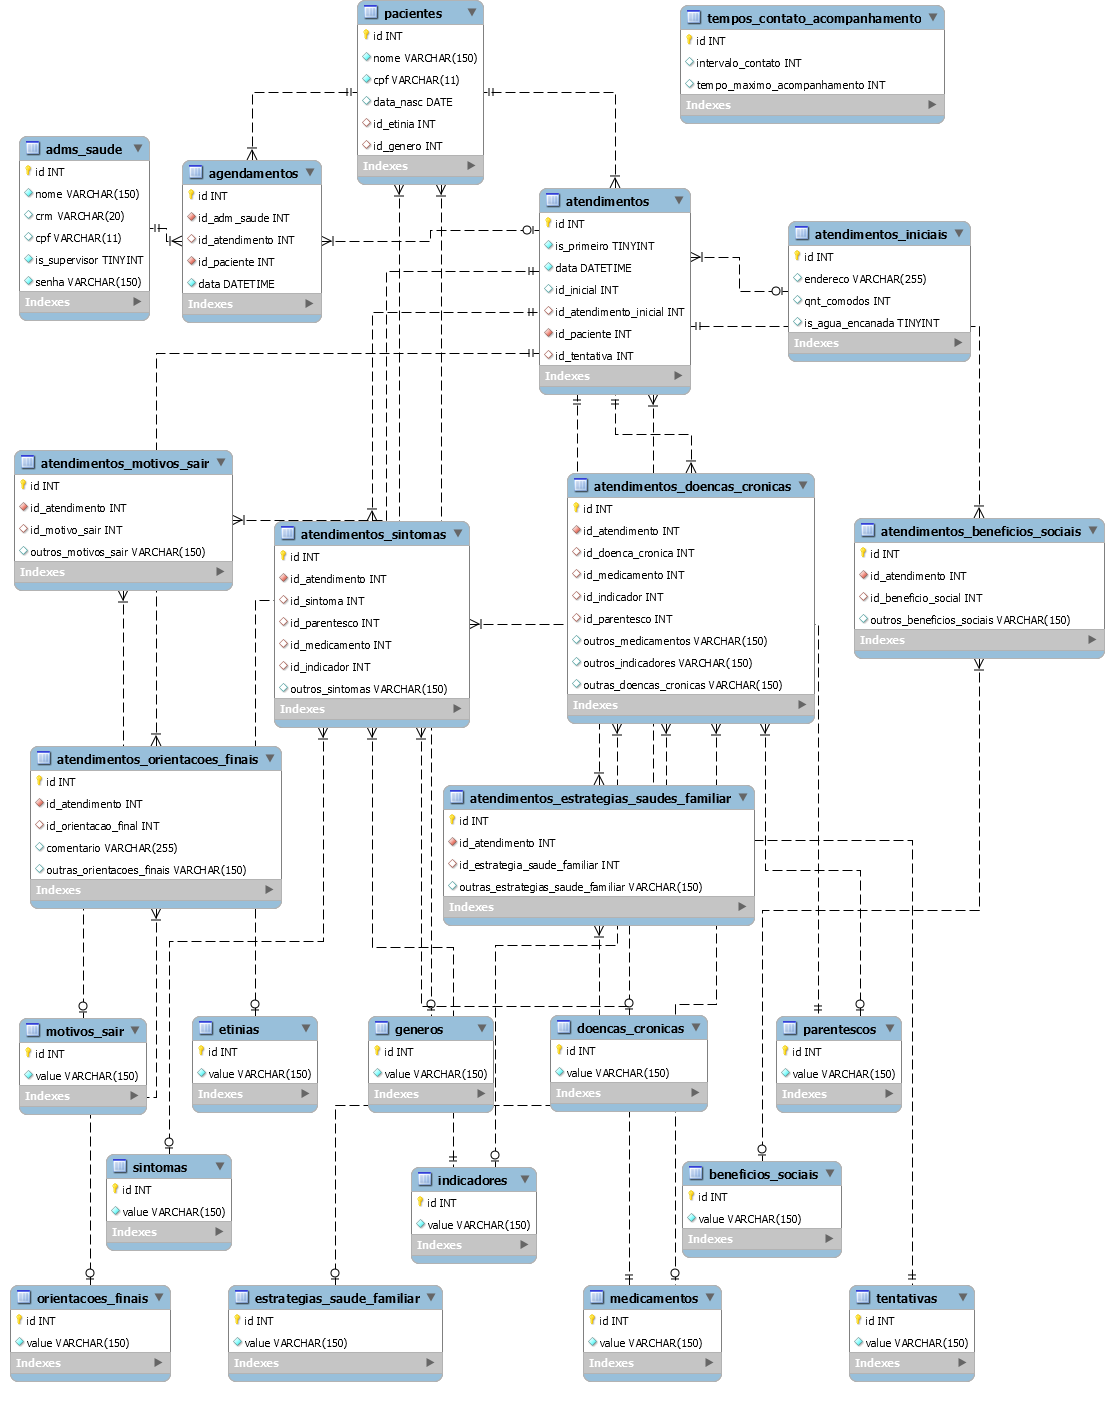 pacientes
id INT
nome VARCHAR(150)
cpf VARCHAR(11)
data_nasc DATE
id_etinia INT
id_genero INT
Indexes
tempos_contato_acompanhamento
id INT
intervalo_contato INT
tempo_maximo_acompanhamento INT
Indexes
adms_saude
id INT
nome VARCHAR(150)
crm VARCHAR(20)
cpf VARCHAR(11)
is_supervisor TINYINT
senha VARCHAR(150)
Indexes
agendamentos
id INT
id_adm_saude INT
id_atendimento INT
id_paciente INT
data DATETIME
Indexes
atendimentos
id INT
is_primeiro TINYINT
data DATETIME
id_inicial INT
id_atendimento_inicial INT
id_paciente INT
id_tentativa INT
Indexes
atendimentos_iniciais
id INT
endereco VARCHAR(255)
qnt_comodos INT
is_agua_encanada TINYINT
Indexes
atendimentos_motivos_sair
id INT
id_atendimento INT
id_motivo_sair INT
outros_motivos_sair VARCHAR(150)
Indexes
atendimentos_sintomas
id INT
id_atendimento INT
id_sintoma INT
id_parentesco INT
id_medicamento INT
id_indicador INT
outros_sintomas VARCHAR(150)
Indexes
atendimentos_doencas_cronicas
id INT
id_atendimento INT
id_doenca_cronica INT
id_medicamento INT
id_indicador INT
id_parentesco INT
outros_medicamentos VARCHAR(150)
outros_indicadores VARCHAR(150)
outras_doencas_cronicas VARCHAR(150)
Indexes
atendimentos_beneficios_sociais
id INT
id_atendimento INT
id_beneficio_social INT
outros_beneficios_sociais VARCHAR(150)
Indexes
atendimentos_orientacoes_finais
id INT
id_atendimento INT
id_orientacao_final INT
comentario VARCHAR(255)
outras_orientacoes_finais VARCHAR(150)
Indexes
atendimentos_estrategias_saudes_familiar
id INT
id_atendimento INT
id_estrategia_saude_familiar INT
outras_estrategias_saude_familiar VARCHAR(150)
Indexes
motivos_sair
id INT
value VARCHAR(150)
Indexes
etinias
id INT
value VARCHAR(150)
Indexes
generos
id INT
value VARCHAR(150)
Indexes
doencas_cronicas
id INT
value VARCHAR(150)
Indexes
parentescos
id INT
value VARCHAR(150)
Indexes
sintomas
id INT
value VARCHAR(150)
Indexes
indicadores
id INT
value VARCHAR(150)
Indexes
beneficios_sociais
id INT
value VARCHAR(150)
Indexes
orientacoes_finais
id INT
value VARCHAR(150)
Indexes
estrategias_saude_familiar
id INT
value VARCHAR(150)
Indexes
medicamentos
id INT
value VARCHAR(150)
Indexes
tentativas
id INT
value VARCHAR(150)
Indexes